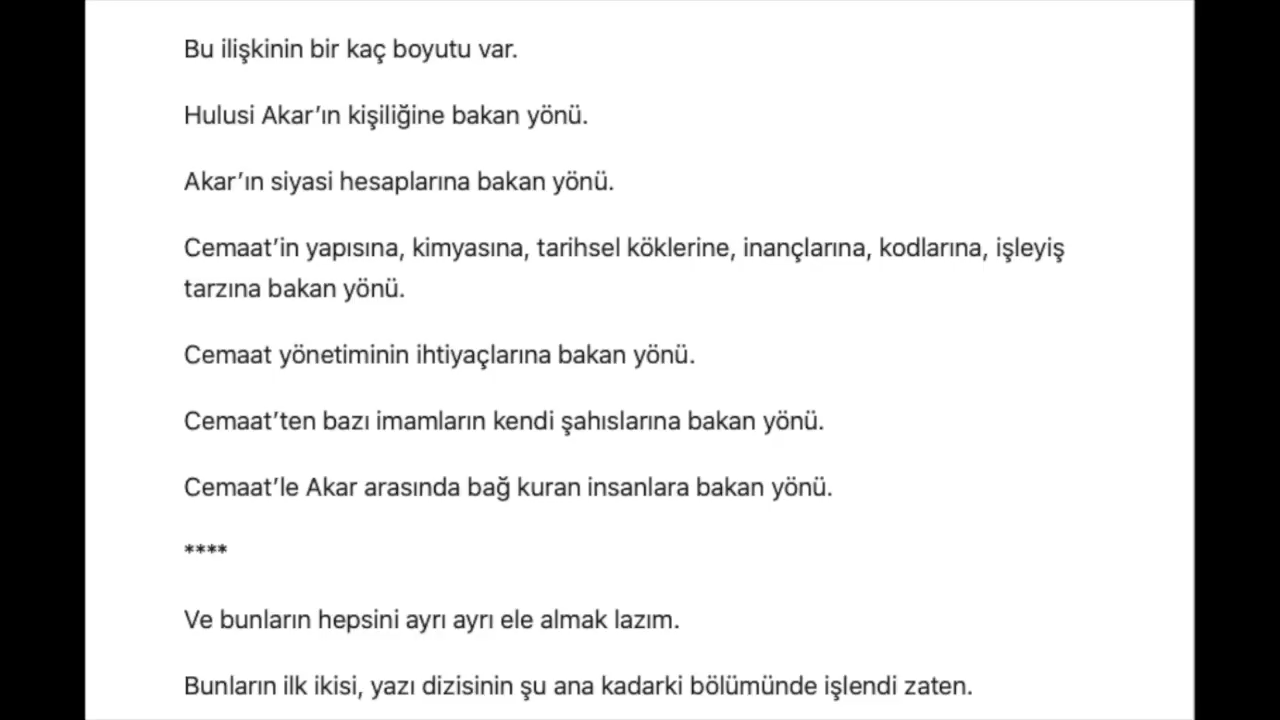 Bu ilişkinin bir kaç boyutu var.
Hulusi Akar’ın kişiliğine bakan yönü.
Akar’ın siyasi hesaplarına bakan yönü.
Cemaat’in yapısına, kimyasına, tarihsel köklerine, inançlarına, kodlarına, işleyiş
tarzına bakan yönü.
Cemaat yönetiminin ihtiyaçlarına bakan yönü.
Cemaat’ten bazı imamların kendi şahıslarına bakan yönü.
Cemaat’le Akar arasında bağ kuran insanlara bakan yönü.
****
Ve bunların hepsini ayrı ayrı ele almak lazım.
Bunların ilk ikisi, yazı dizisinin şu ana kadarki bölümünde işlendi zaten.